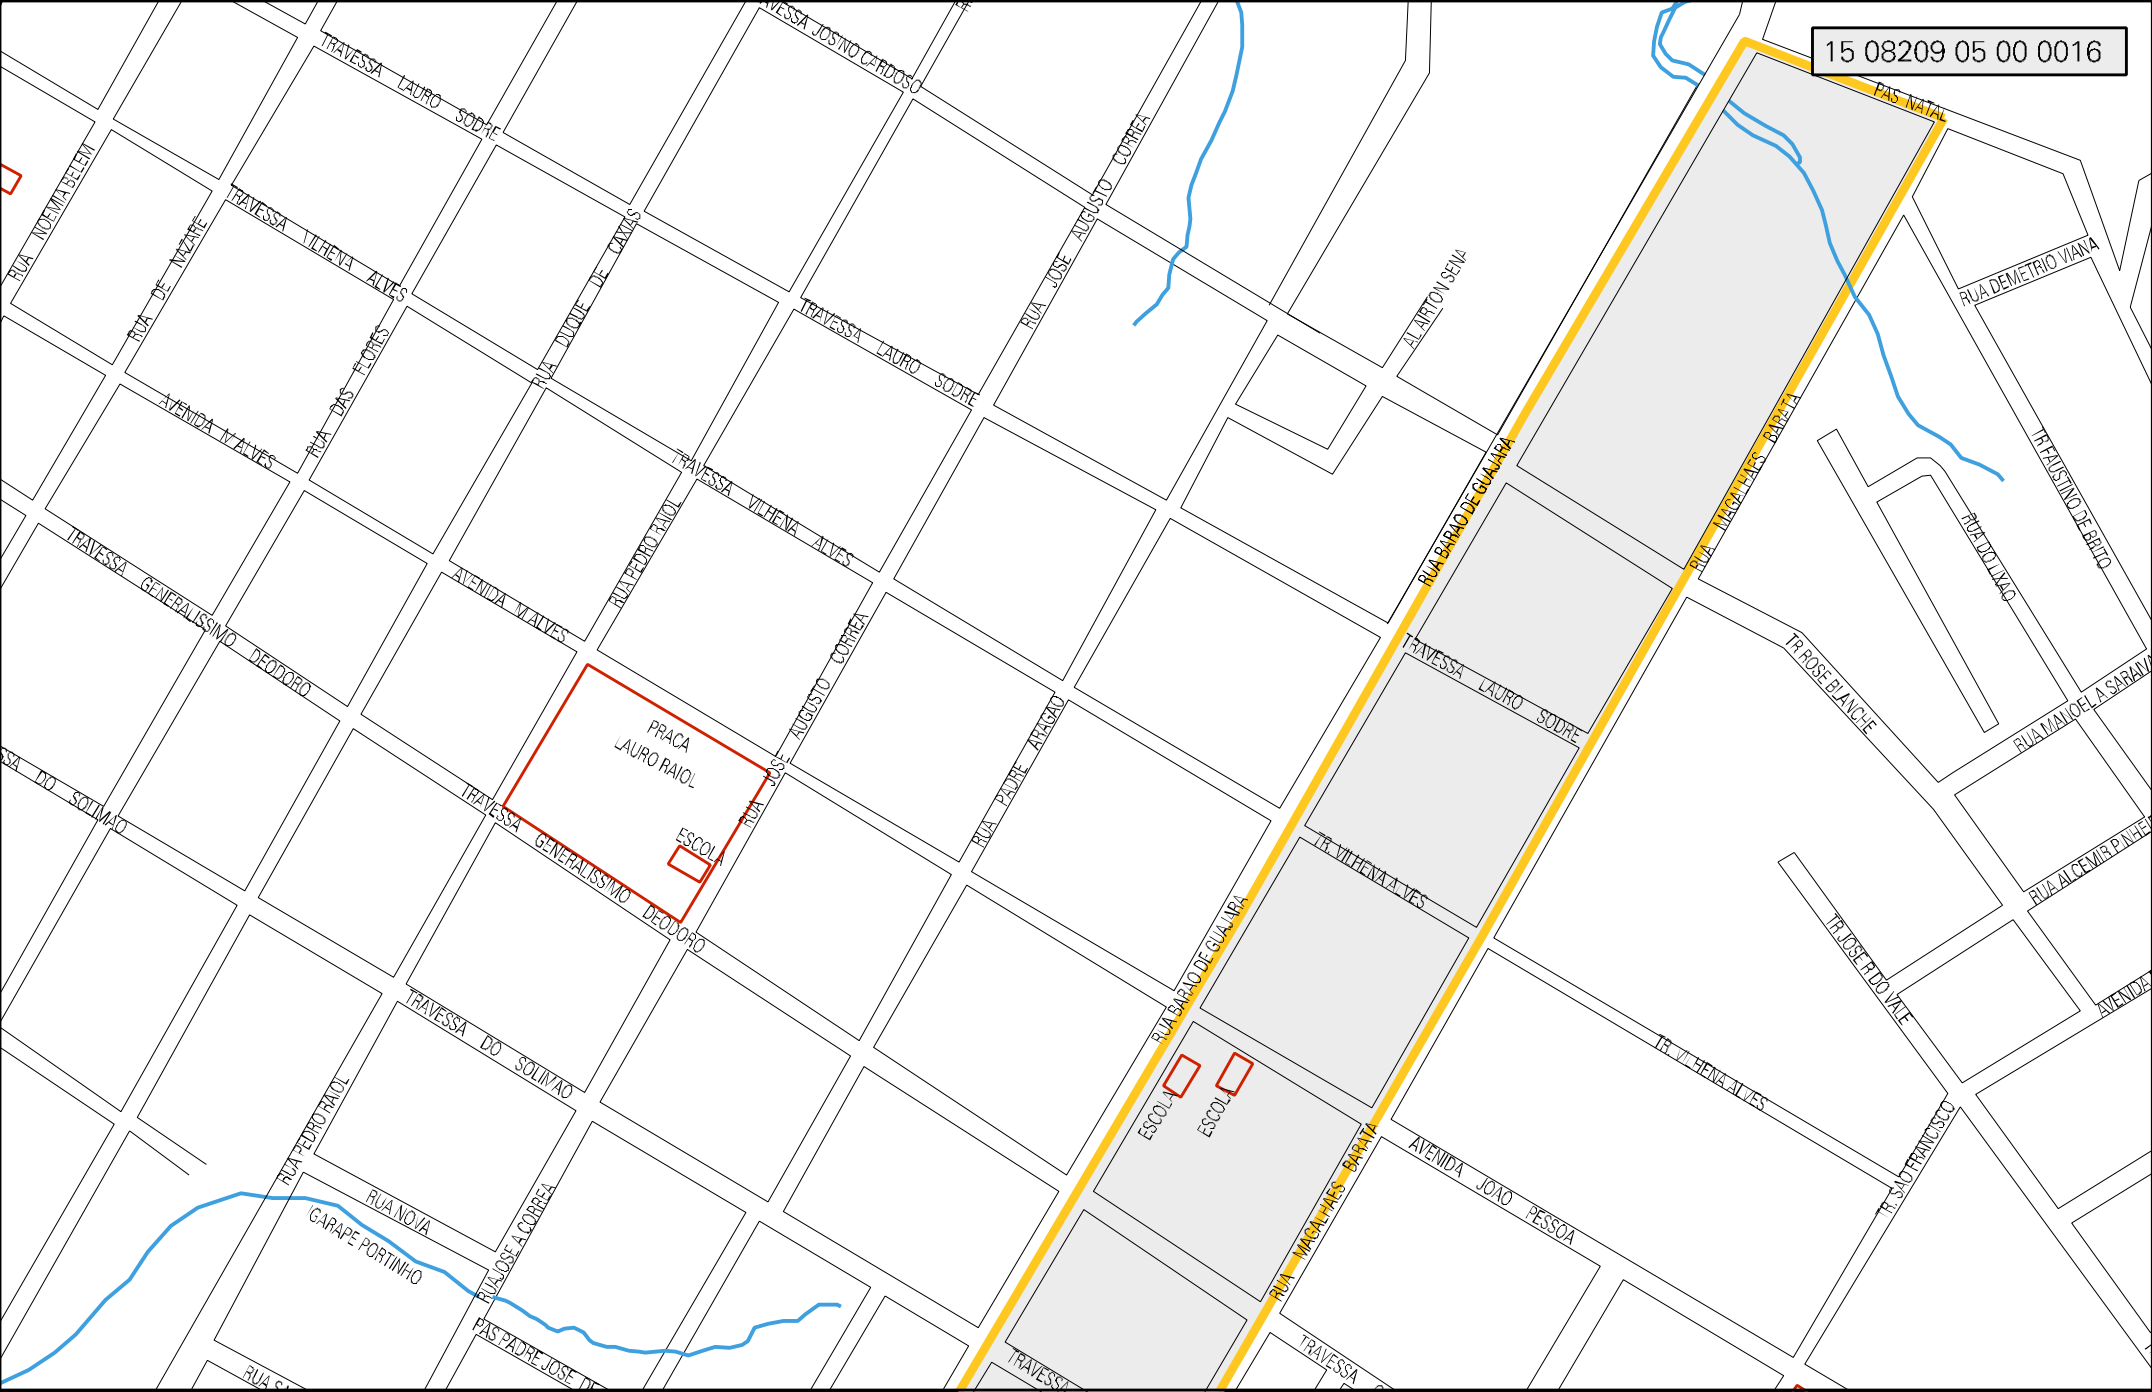 15 08209 05 00 0016
TRAVESSA LAURO SODRE
PAS NATAL
RUA NOEMIA BELEM
RUA DE NAZARE
TRAVESSA VILHENA ALVES
RUA DUQUE DE CAXIAS
RUA JOSE AUGUSTO CORREA
AL AIRTON SENA
RUA DEMETRIO VIANA
RUA DAS FLORES
TRAVESSA LAURO SODRE
AVENIDA M ALVES
RUA BARAO DE GUAJARA
RUA MAGALHAES BARATA
TR FAUSTINO DE BRITO
RUA DO LIXAO
TRAVESSA VILHENA ALVES
RUA PEDRO RAIOL
TRAVESSA GENERALISSIMO DEODORO
AVENIDA M ALVES
TRAVESSA LAURO SODRE
TR ROSE BLANCHE
RUA MANOEL A SARAIVA
PRACA
LAURO RAIOL
RUA JOSE AUGUSTO CORREA
RUA PADRE ARAGAO
DO SOLIMAO
TRAVESSA GENERALISSIMO DEODORO
ESCOLA
TR. VILHENA ALVES
RUA ALCEMIR
RUA BARAO DE GUAJARA
TR JOSE R DO VALE
AVENIDA
TRAVESSA DO SOLIMAO
TR. VILHENA ALVES
ESCOLA
ESCOLA
RUA PEDRO RAIOL
RUA MAGALHAES BARATA
AVENIDA JOAO PESSOA
TR. SAO FRANCISCO
RUA NOVA
IGARAPE PORTINHO
RUA JOSE A CORREA
PAS PADRE JOSE DE
RUA
TRAVESSA
TRAVESSA